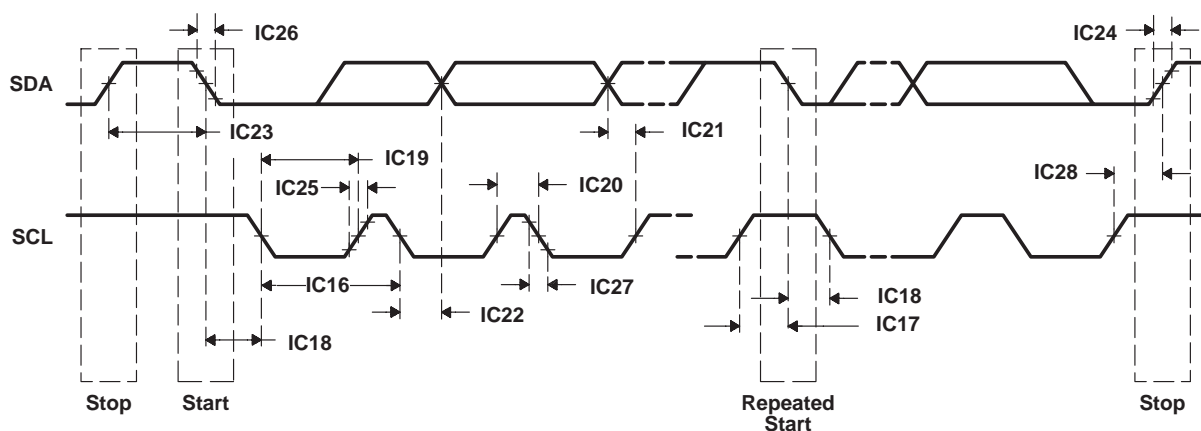 IC26
IC24
SDA
IC23
IC21
IC19
IC25
IC20
IC28
SCL
IC16
IC27
IC22
IC18
IC18
IC17
Stop
Start
Repeated
Start
Stop